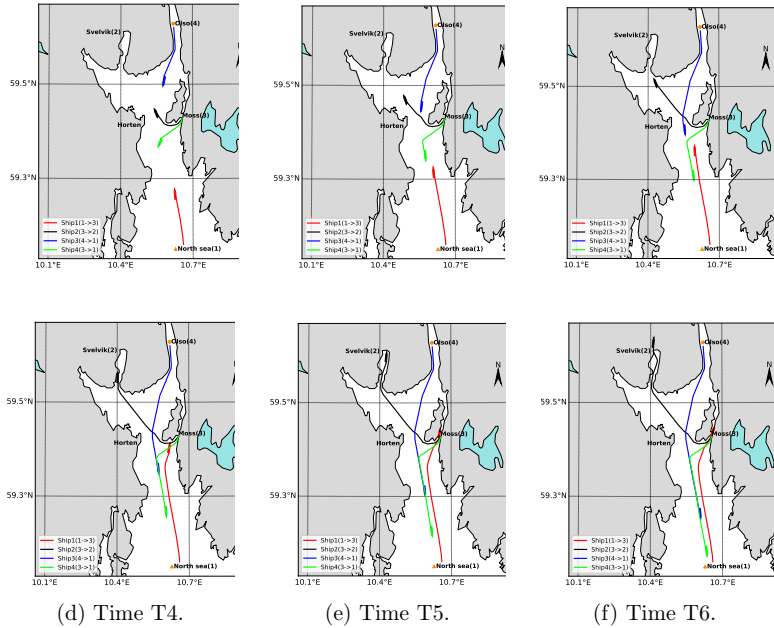 Olso(4)
Svelvik(2)
N
59.5°N
Moss(3)
Horten
59.3°N
Ship1(1->3)
Ship2(3->2)
Ship3(4->1)
Ship4(3->1)
North sea(1)
10.1°E 10.4°E 10.7°E
Olso(4)
Svelvik(2)
N
59.5°N
Moss(3)
Horten
59.3°N
Ship1(1->3)
Ship2(3->2)
Ship3(4->1)
Ship4(3->1)
North sea(1)
10.1°E 10.4°E 10.7°E
Olso(4)
Svelvik(2)
N
59.5°N
Moss(3)
Horten
59.3°N
Ship1(1->3)
Ship2(3->2)
Ship3(4->1)
Ship4(3->1)
North sea(1)
10.1°E 10.4°E 10.7°E
Olso(4)
Svelvik(2)
59.5°N
Moss(3)
Horten
59.3°N
Ship1(1->3)
Ship2(3->2)
Ship3(4->1)
Ship4(3->1)
North sea(1)
10.1°E 10.4°E 10.7°E
(d) Time T4.
Olso(4)
Svelvik(2)
N
59.5°N
Moss(3)
Horten
59.3°N
Ship1(1->3)
Ship2(3->2)
Ship3(4->1)
Ship4(3->1)
North sea(1)
10.1°E 10.4°E 10.7°E
(e) Time T5.
Olso(4)
Svelvik(2)
N
59.5°N
Moss(3)
Horten
59.3°N
Ship1(1->3)
Ship2(3->2)
Ship3(4->1)
Ship4(3->1)
North sea(1)
10.1°E 10.4°E 10.7°E
(f) Time T6.